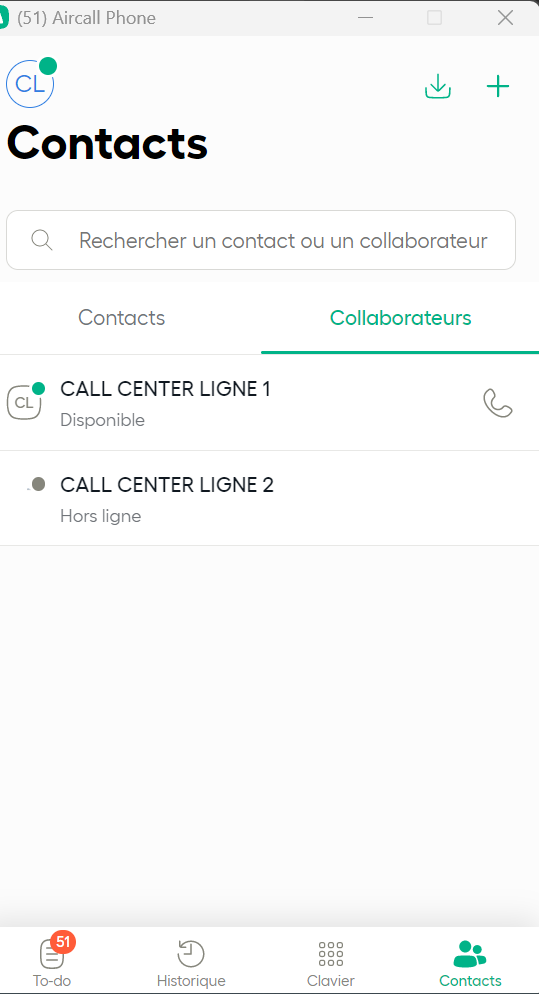 (51) Aircall Phone
CL
Contacts
Rechercher un contact ou un collaborateur
Contacts
Collaborateurs
CL
CALL CENTER LIGNE 1
Disponible
CALL CENTER LIGNE 2
Hors ligne
51
To-do
Historique
Clavier
Contacts